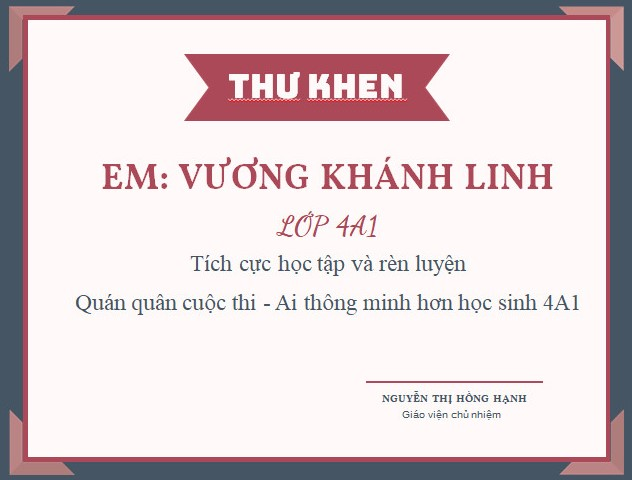 THƯ KHEN
EM: VƯƠNG KHÁNH LINH
LỚP 4A1
Tích cực học tập và rèn luyện
Quán quân cuộc thi - Ai thông minh hơn học sinh 4A1
NGUYỄN THỊ HỒNG HẠNH
Giáo viên chủ nhiệm